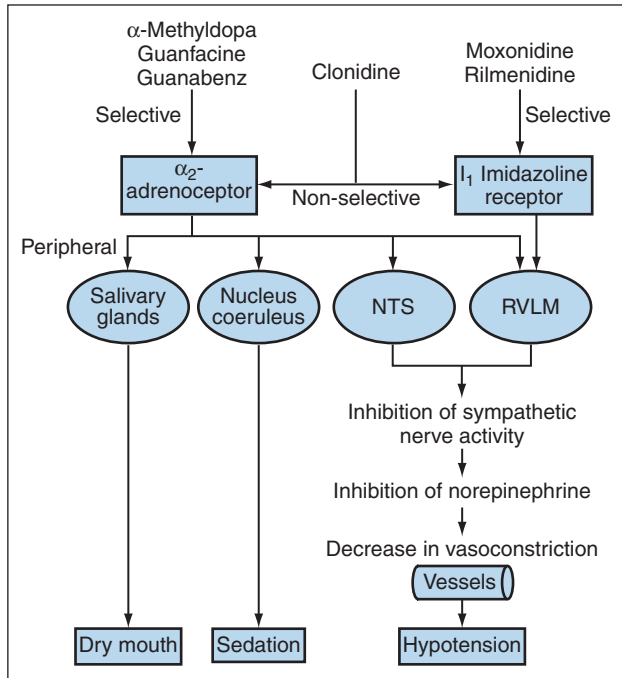 α-Methyldopa
Guanfacine
Guanabenz
Clonidine
Moxonidine
Rilmenidine
Selective
Selective
α₂-
adrenoceptor
Non-selective
I₁ Imidazoline
receptor
Peripheral
Salivary
glands
Nucleus
coeruleus
NTS
RVLM
Inhibition of sympathetic
nerve activity
Inhibition of norepinephrine
Decrease in vasoconstriction
Vessels
Dry mouth
Sedation
Hypotension